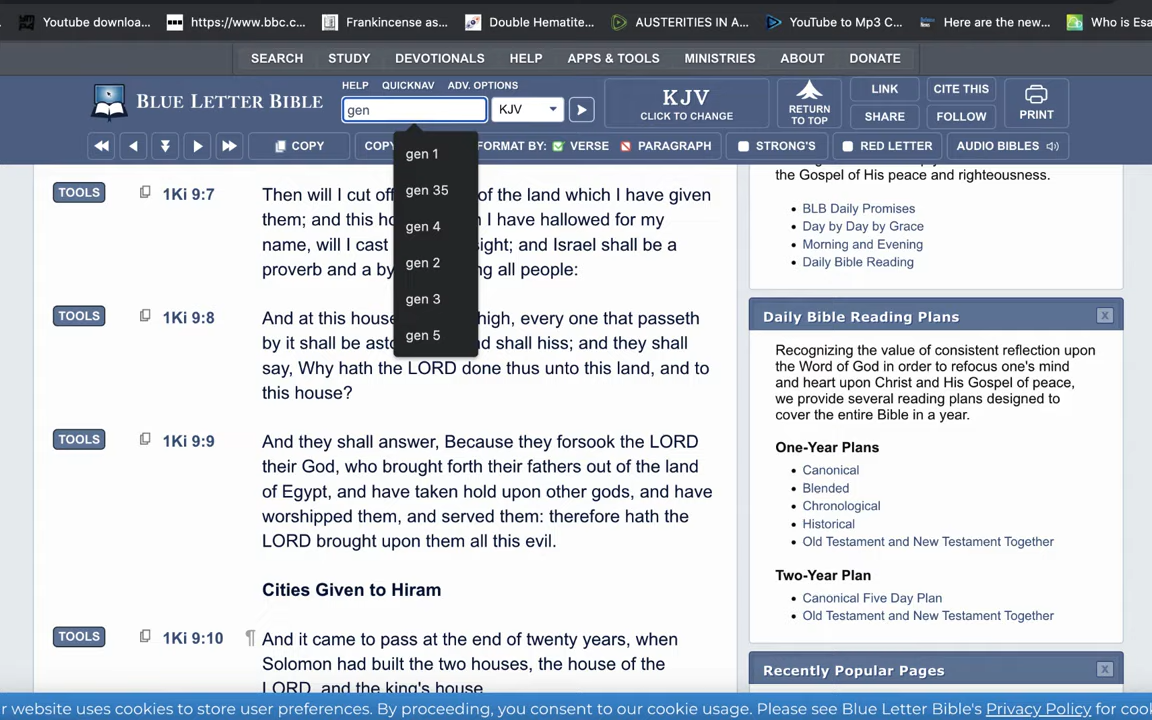 Youtube downloa... https://www.bbc.c... Frankincense as... Double Hematite... AUSTERITIES IN A... YouTube to Mp3 C... Here are the new... Who is Esa
SEARCH STUDY DEVOTIONALS HELP APPS & TOOLS MINISTRIES ABOUT DONATE
HELP QUICKNAV ADV. OPTIONS
BLUE LETTER BIBLE
gen
KJV
KJV
CLICK TO CHANGE
RETURN
TO TOP
LINK
CITE THIS
SHARE
FOLLOW
PRINT
COPY COPY FORMAT BY: VERSE PARAGRAPH STRONG'S RED LETTER AUDIO BIBLES
gen 1
gen 35
gen 4
gen 2
gen 3
gen 5
TOOLS 1Ki 9:7 Then will I cut off of the land which I have given
them; and this I have hallowed for my
name, will I cast sight; and Israel shall be a
proverb and a all people:
TOOLS 1Ki 9:8 And at this house high, every one that passeth
by it shall be and shall hiss; and they shall
say, Why hath the LORD done thus unto this land, and to
this house?
TOOLS 1Ki 9:9 And they shall answer, Because they forsook the LORD
their God, who brought forth their fathers out of the land
of Egypt, and have taken hold upon other gods, and have
worshipped them, and served them: therefore hath the
LORD brought upon them all this evil.
Cities Given to Hiram
TOOLS 1Ki 9:10 ¶ And it came to pass at the end of twenty years, when
Solomon had built the two houses, the house of the
LORD, and the king's house,
the Gospel of His peace and righteousness.
• BLB Daily Promises
• Day by Day by Grace
• Morning and Evening
• Daily Bible Reading
Daily Bible Reading Plans X
Recognizing the value of consistent reflection upon
the Word of God in order to refocus one's mind
and heart upon Christ and His Gospel of peace,
we provide several reading plans designed to
cover the entire Bible in a year.
One-Year Plans
• Canonical
• Blended
• Chronological
• Historical
• Old Testament and New Testament Together
Two-Year Plan
• Canonical Five Day Plan
• Old Testament and New Testament Together
Recently Popular Pages X
r website uses cookies to store user preferences. By proceeding, you consent to our cookie usage. Please see Blue Letter Bible's Privacy Policy for cook